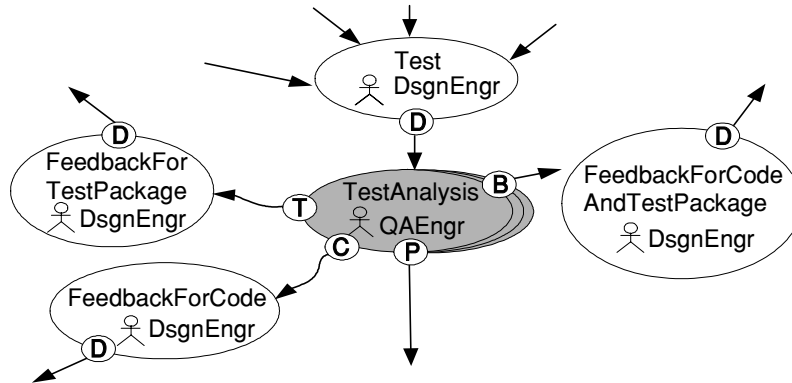 Test
DsgnEngr
D
D
D
FeedbackFor
TestPackage
DsgnEngr
TestAnalysis
QAEngr
B
T
C
P
FeedbackForCode
AndTestPackage
DsgnEngr
FeedbackForCode
DsgnEngr
D